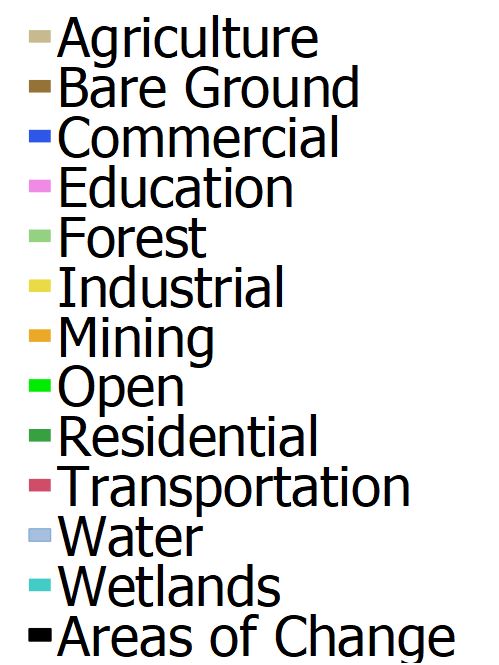 Agriculture
Bare Ground
Commercial
Education
Forest
Industrial
Mining
Open
Residential
Transportation
Water
Wetlands
Areas of Change